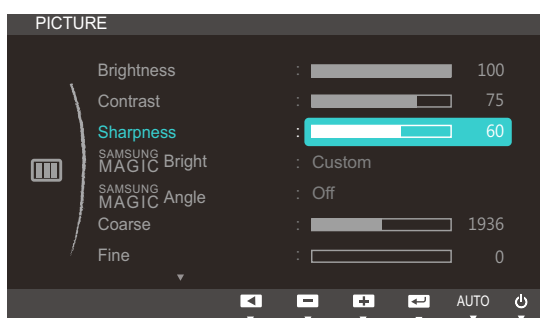 PICTURE
Brightness : 100
Contrast : 75
Sharpness : 60
SAMSUNG MAGIC Bright : Custom
SAMSUNG MAGIC Angle : Off
Coarse : 1936
Fine : 0
AUTO